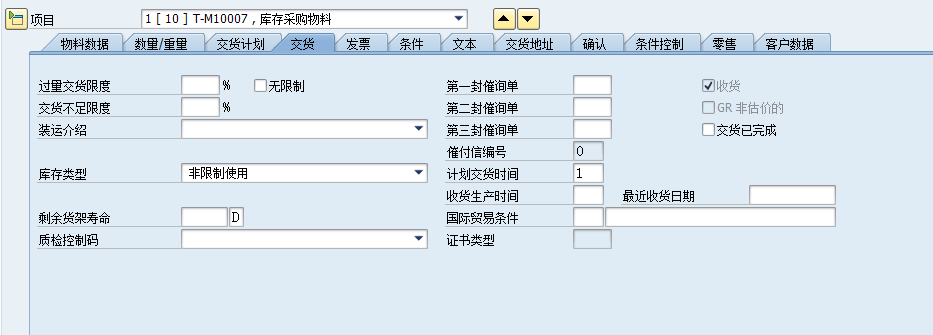 项目 1 [ 10 ] T-M10007 , 库存采购物料
物料数据 数量/重量 交货计划 交货 发票 条件 文本 交货地址 确认 条件控制 零售 客户数据
过量交货限度 % 无限制 第一封催询单 收货
交货不足限度 % 第二封催询单 GR 非估价的
装运介绍 第三封催询单 交货已完成
催付信编号 0
库存类型 非限制使用 计划交货时间 1
收货生产时间 最近收货日期
剩余货架寿命 D 国际贸易条件
质检控制码 证书类型